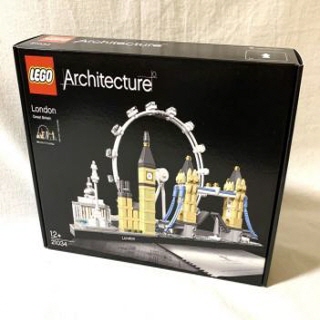 LEGO
Architecture
London
Great Britain
LONDON
12+
21034